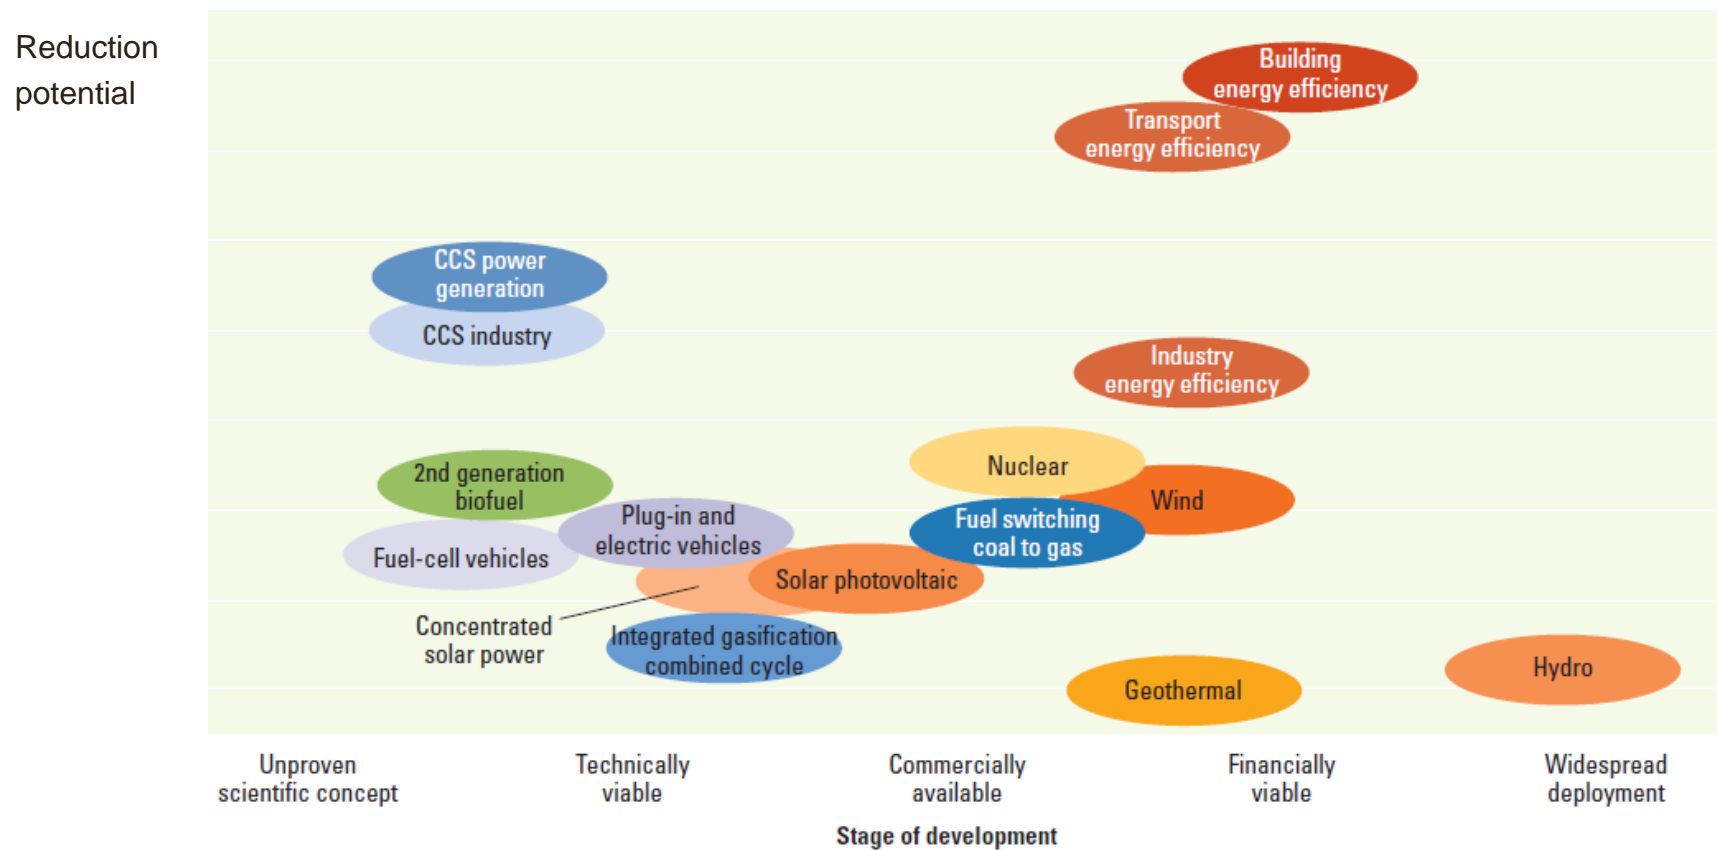 Reduction
potential
Building
energy efficiency
Transport
energy efficiency
CCS power
generation
CCS industry
Industry
energy efficiency
Nuclear
2nd generation
biofuel
Wind
Plug-in and
electric vehicles
Fuel switching
coal to gas
Fuel-cell vehicles
Solar photovoltaic
Concentrated
solar power
Integrated gasification
combined cycle
Geothermal
Hydro
Unproven
scientific concept
Technically
viable
Commercially
available
Financially
viable
Widespread
deployment
Stage of development